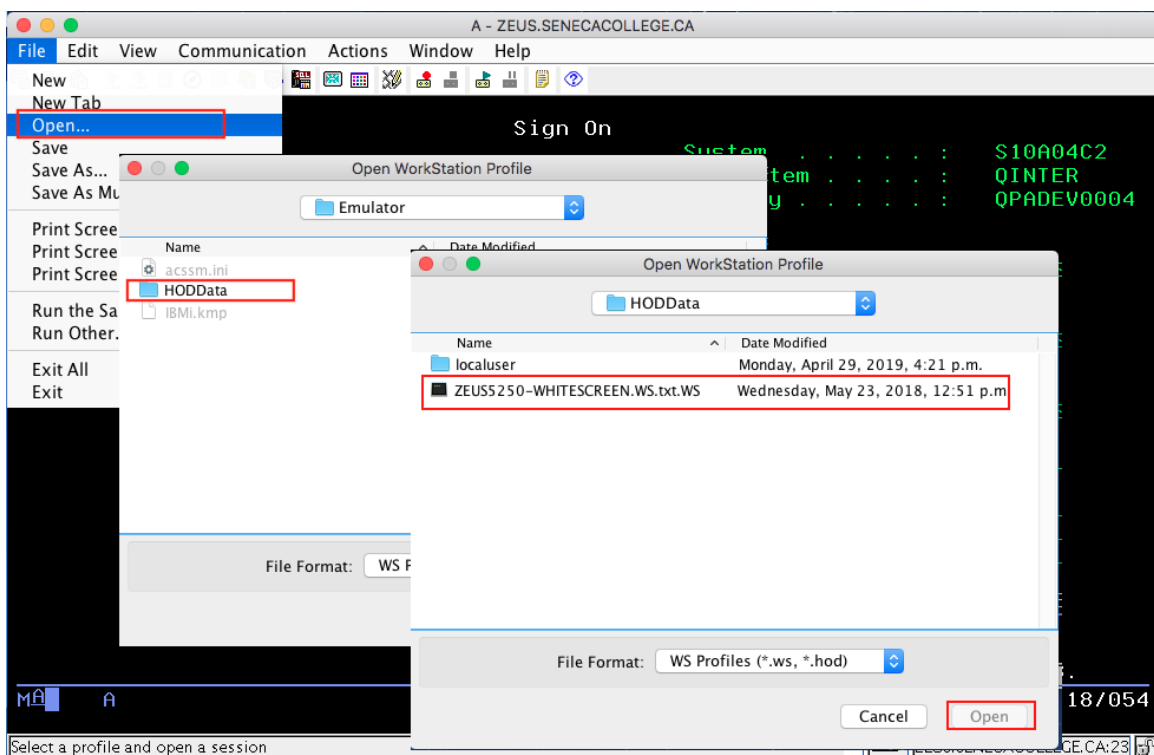 A - ZEUS.SENECACOLLEGE.CA
File Edit View Communication Actions Window Help
New
New Tab
Open...
Save
Save As...
Save As Mu
Print Scree
Print Scree
Print Scree
Run the Sa
Run Other.
Exit All
Exit
Sign On
System . . . . . : S10A04C2
tem . . . . : QINTER
y . . . . . : QPADEV0004
Open WorkStation Profile
Emulator
Name Date Modified
acssm.ini
HODData
IBMi.kmp
File Format: WS P
Open WorkStation Profile
HODData
Name Date Modified
localuser Monday, April 29, 2019, 4:21 p.m.
ZEUS5250-WHITESCREEN.WS.txt.WS Wednesday, May 23, 2018, 12:51 p.m
File Format: WS Profiles (*.ws, *.hod)
Cancel Open
MA A 18/054
Select a profile and open a session